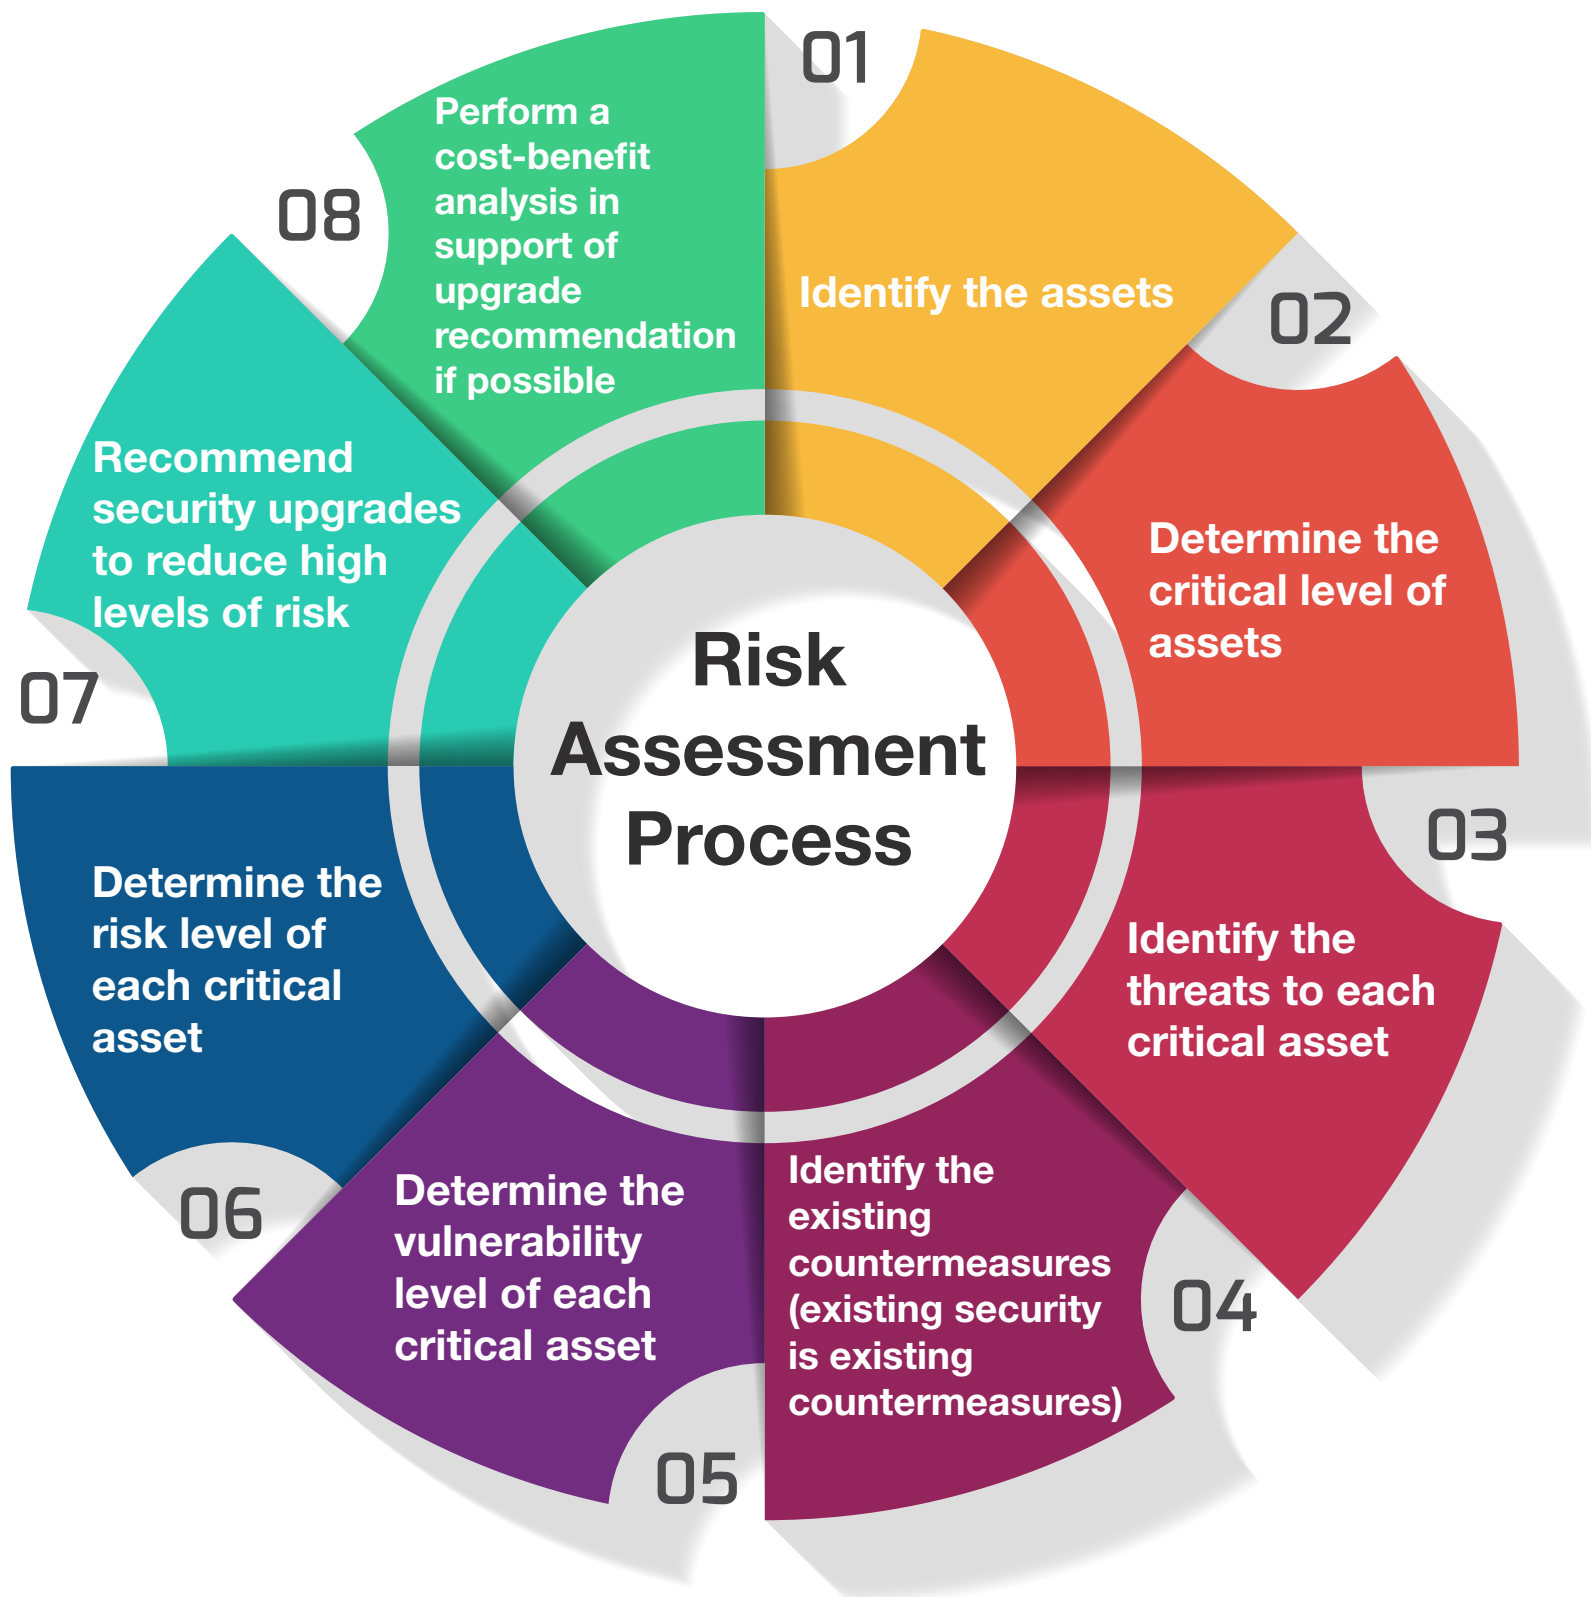 Risk
Assessment
Process
01
Identify the assets
02
Determine the
critical level of
assets
03
Identify the
threats to each
critical asset
04
Identify the
existing
countermeasures
(existing security
is existing
countermeasures)
05
Determine the
vulnerability
level of each
critical asset
06
Determine the
risk level of
each critical
asset
07
Recommend
security upgrades
to reduce high
levels of risk
08
Perform a
cost-benefit
analysis in
support of
upgrade
recommendation
if possible